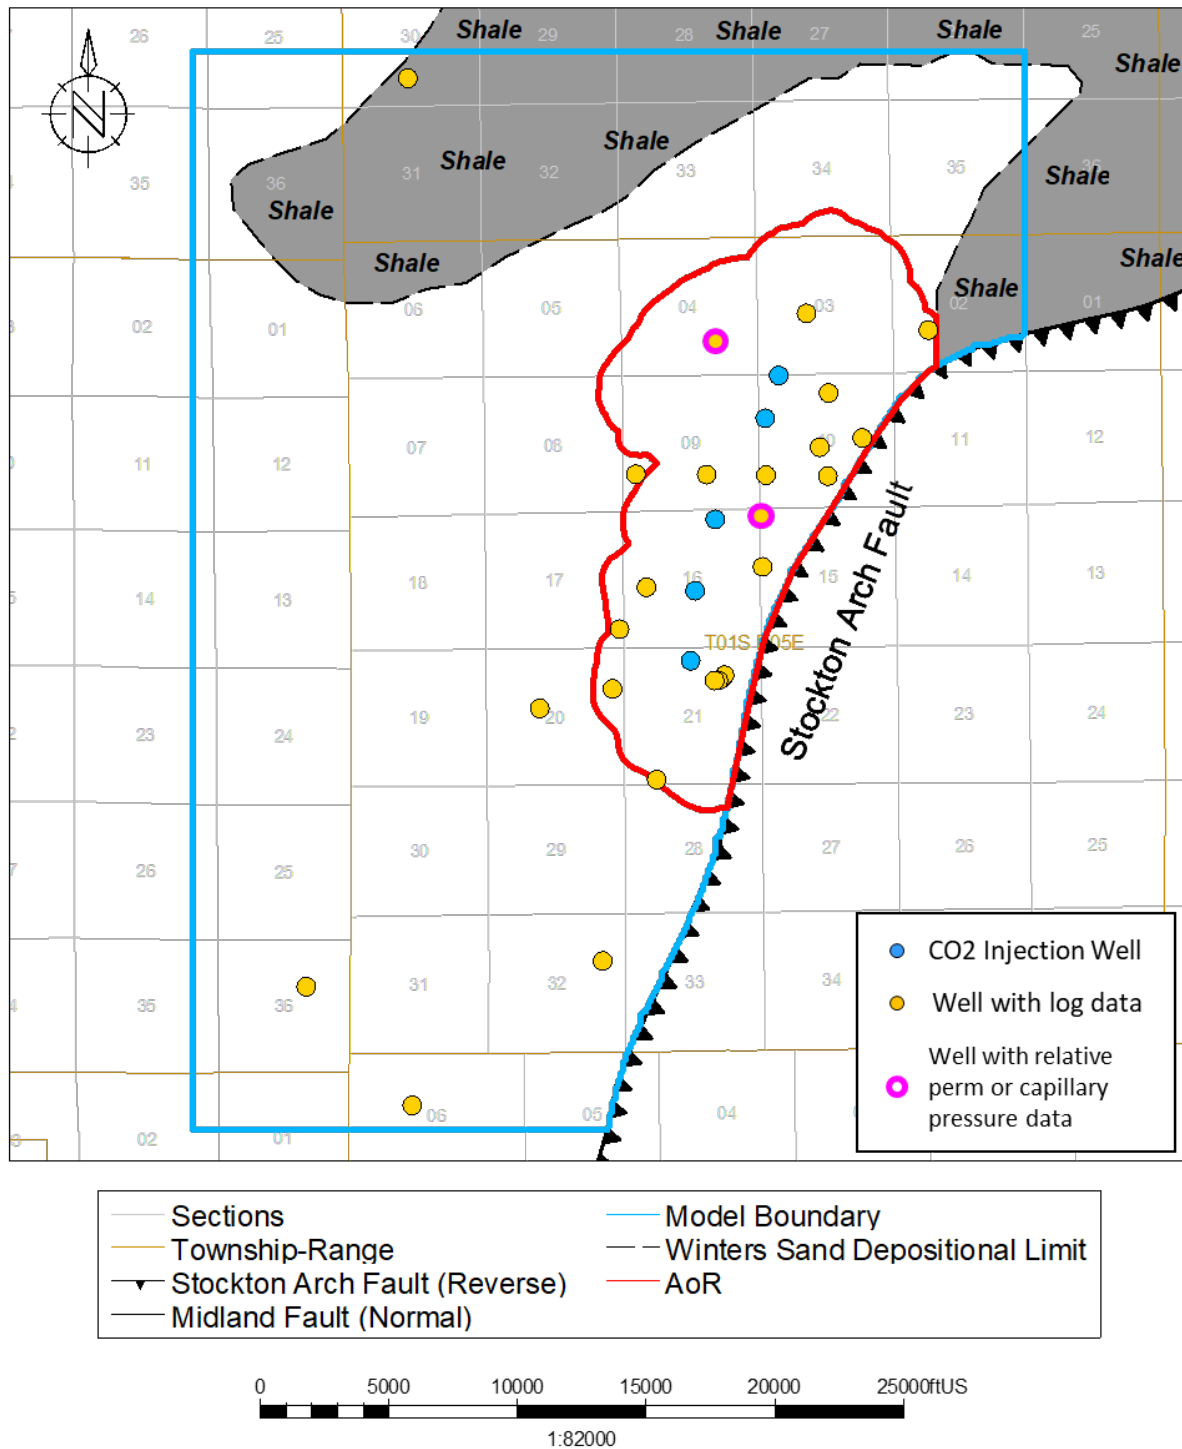 26 25 30 Shale 29 28 Shale 27 Shale 25
Shale
N
35 36 Shale 31 Shale 32 Shale 33 34 35 Shale 36
Shale Shale
02 01 06 05 04 03 02 Shale 01
11 12 07 08 09 10 11 12
14 13 18 17 16 15 14 13
T01S R05E
Stockton Arch Fault
23 24 19 20 21 22 23 24
26 25 30 29 28 27 26 25
35 36 31 32 33 34
02 01 06 05 04
CO2 Injection Well
Well with log data
Well with relative
perm or capillary
pressure data
Sections
Township-Range
Stockton Arch Fault (Reverse)
Midland Fault (Normal)
Model Boundary
Winters Sand Depositional Limit
AoR
0 5000 10000 15000 20000 25000ftUS
1:82000